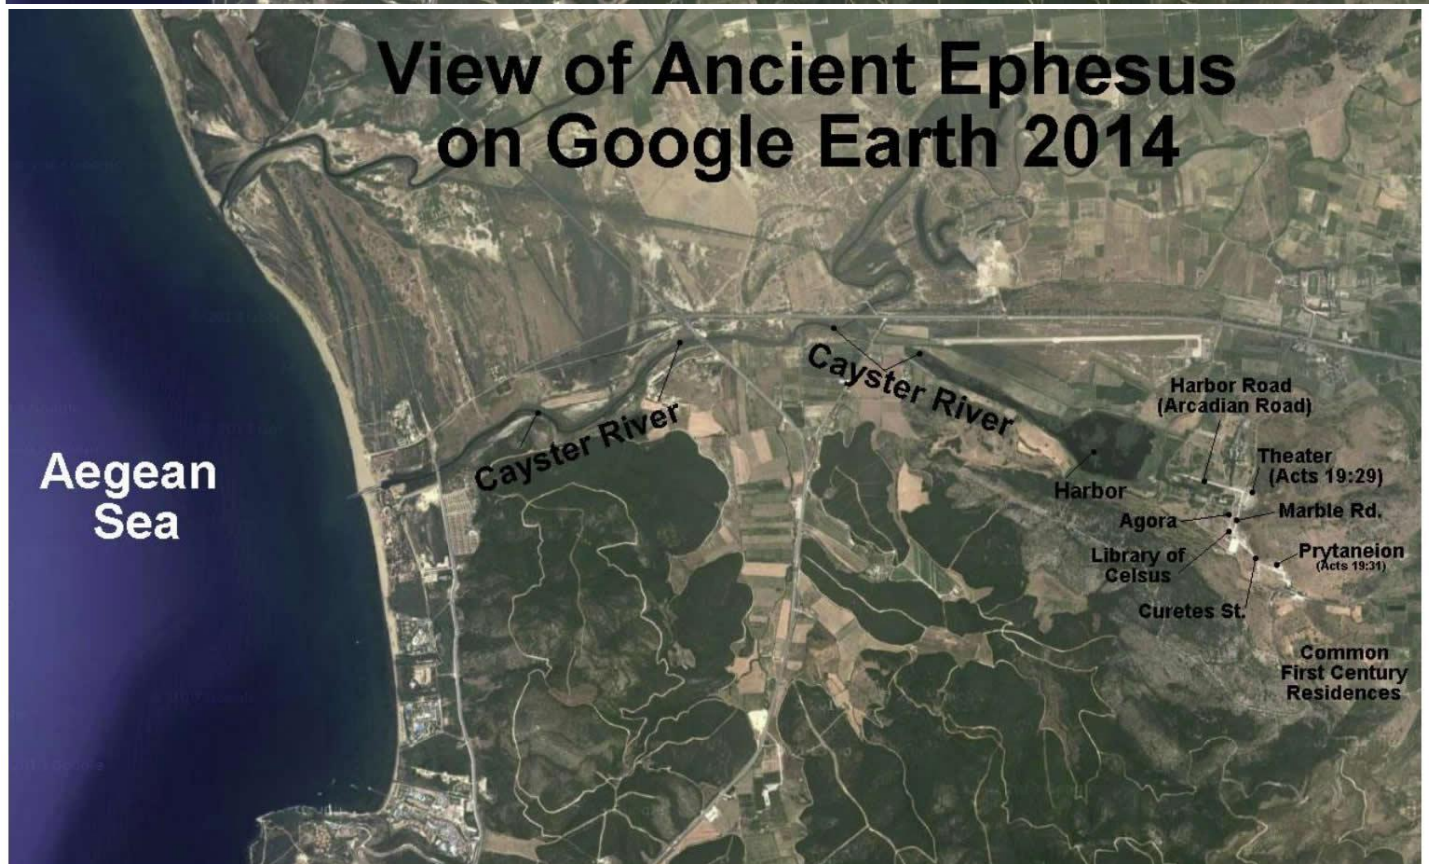 View of Ancient Ephesus
on Google Earth 2014
Cayster River
Cayster River
Harbor Road
(Arcadian Road)
Aegean
Sea
Theater
(Acts 19:29)
Harbor
Agora
Marble Rd.
Library of
Celsus
Prytaneion
(Acts 19:31)
Curetes St.
Common
First Century
Residences